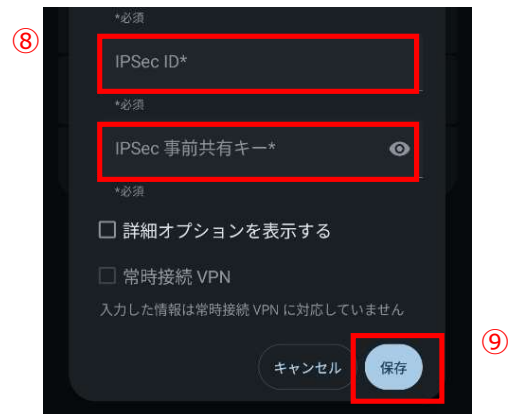 *必須
⑧
IPSec ID*
*必須
IPSec 事前共有キー*
*必須
詳細オプションを表示する
常時接続 VPN
入力した情報は常時接続 VPN に対応していません
キャンセル
保存
⑨